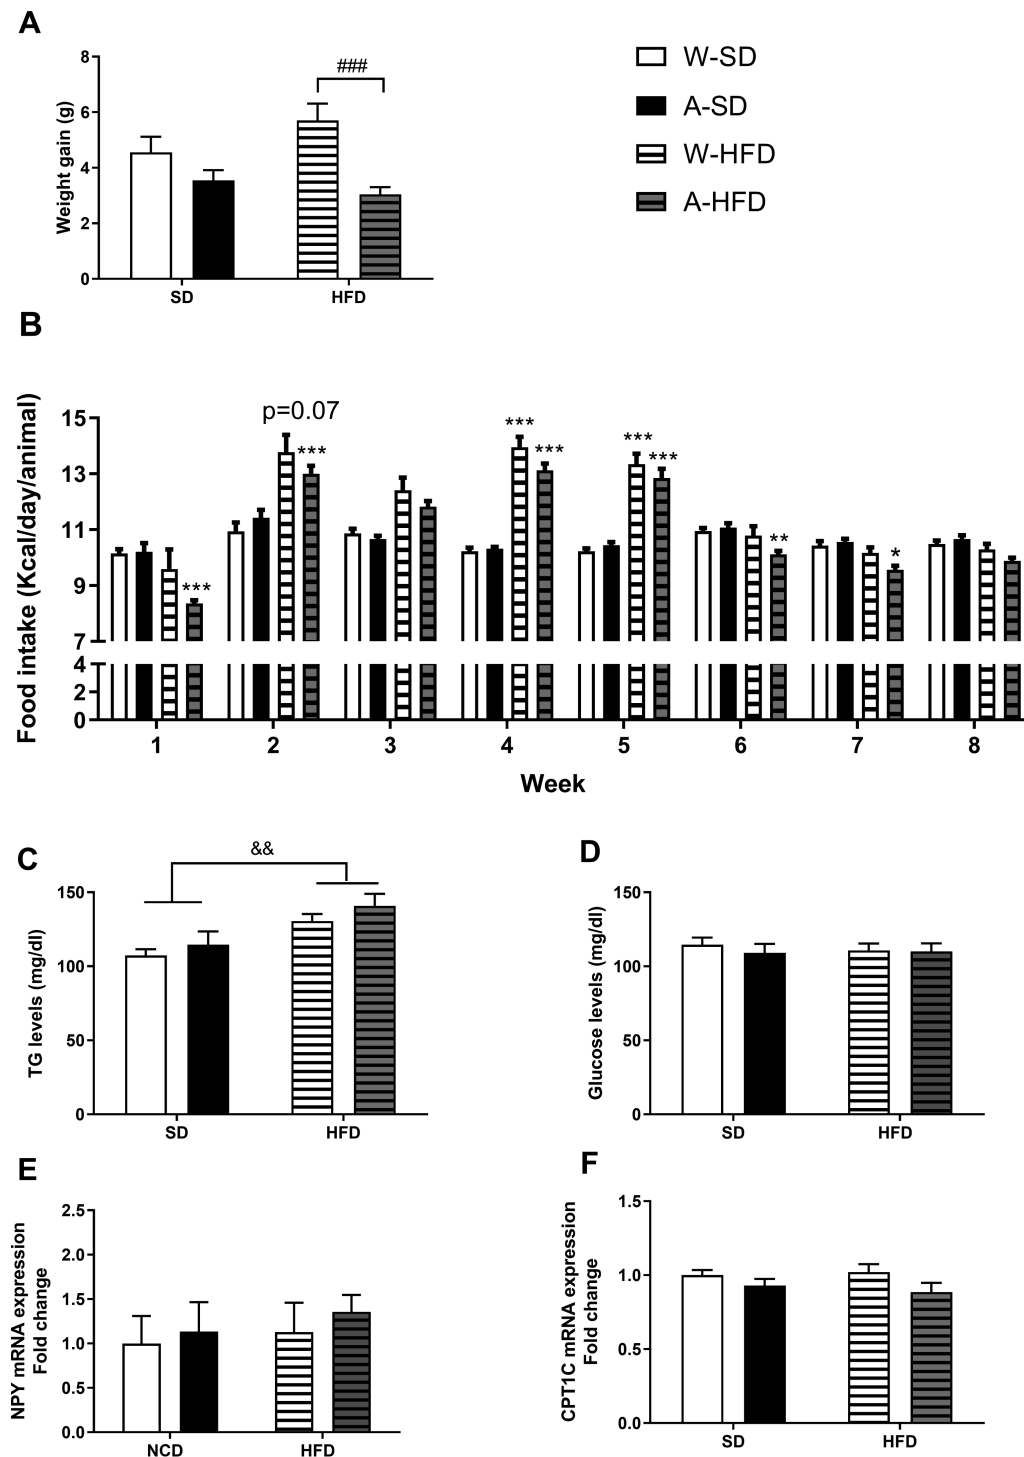 A
W-SD
A-SD
W-HFD
A-HFD
###
8
6
4
2
0
Weight gain (g)
SD
HFD
B
p=0.07
***
***
***
***
***
***
**
*
15
13
11
9
7
4
2
0
Food intake (Kcal/day/animal)
1
2
3
4
5
6
7
8
Week
C
&&
150
100
50
0
TG levels (mg/dl)
SD
HFD
D
150
100
50
0
Glucose levels (mg/dl)
SD
HFD
E
2.5
2.0
1.5
1.0
0.5
0.0
NPY mRNA expression
Fold change
NCD
HFD
F
1.5
1.0
0.5
0.0
CPT1C mRNA expression
Fold change
SD
HFD